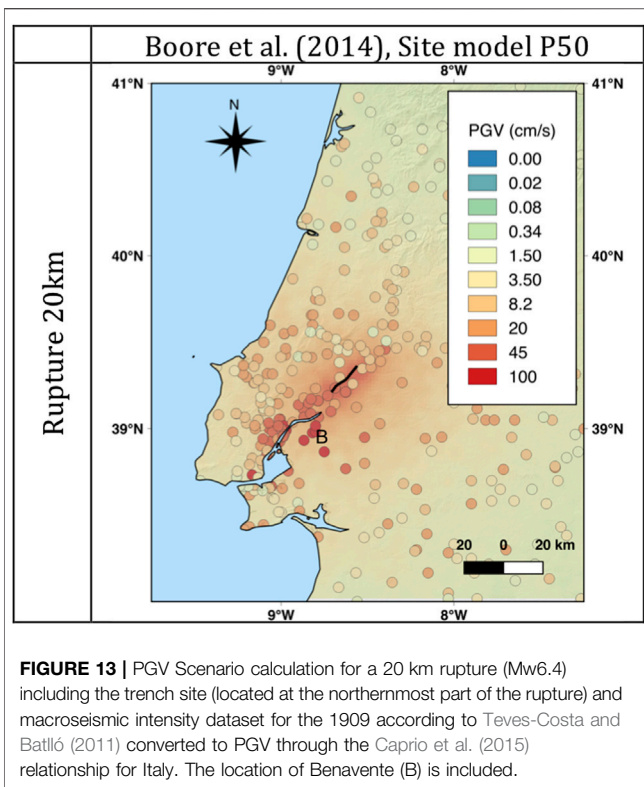 Boore et al. (2014), Site model P50
Rupture 20km
9°W 8°W
41°N 41°N
N
PGV (cm/s)
0.00
0.02
0.08
0.34
1.50
3.50
8.2
20
45
100
40°N 40°N
39°N 39°N
B
20 0 20 km
9°W 8°W
FIGURE 13 | PGV Scenario calculation for a 20 km rupture (Mw6.4)
including the trench site (located at the northernmost part of the rupture) and
macroseismic intensity dataset for the 1909 according to Teves-Costa and
Batlló (2011) converted to PGV through the Caprio et al. (2015)
relationship for Italy. The location of Benavente (B) is included.